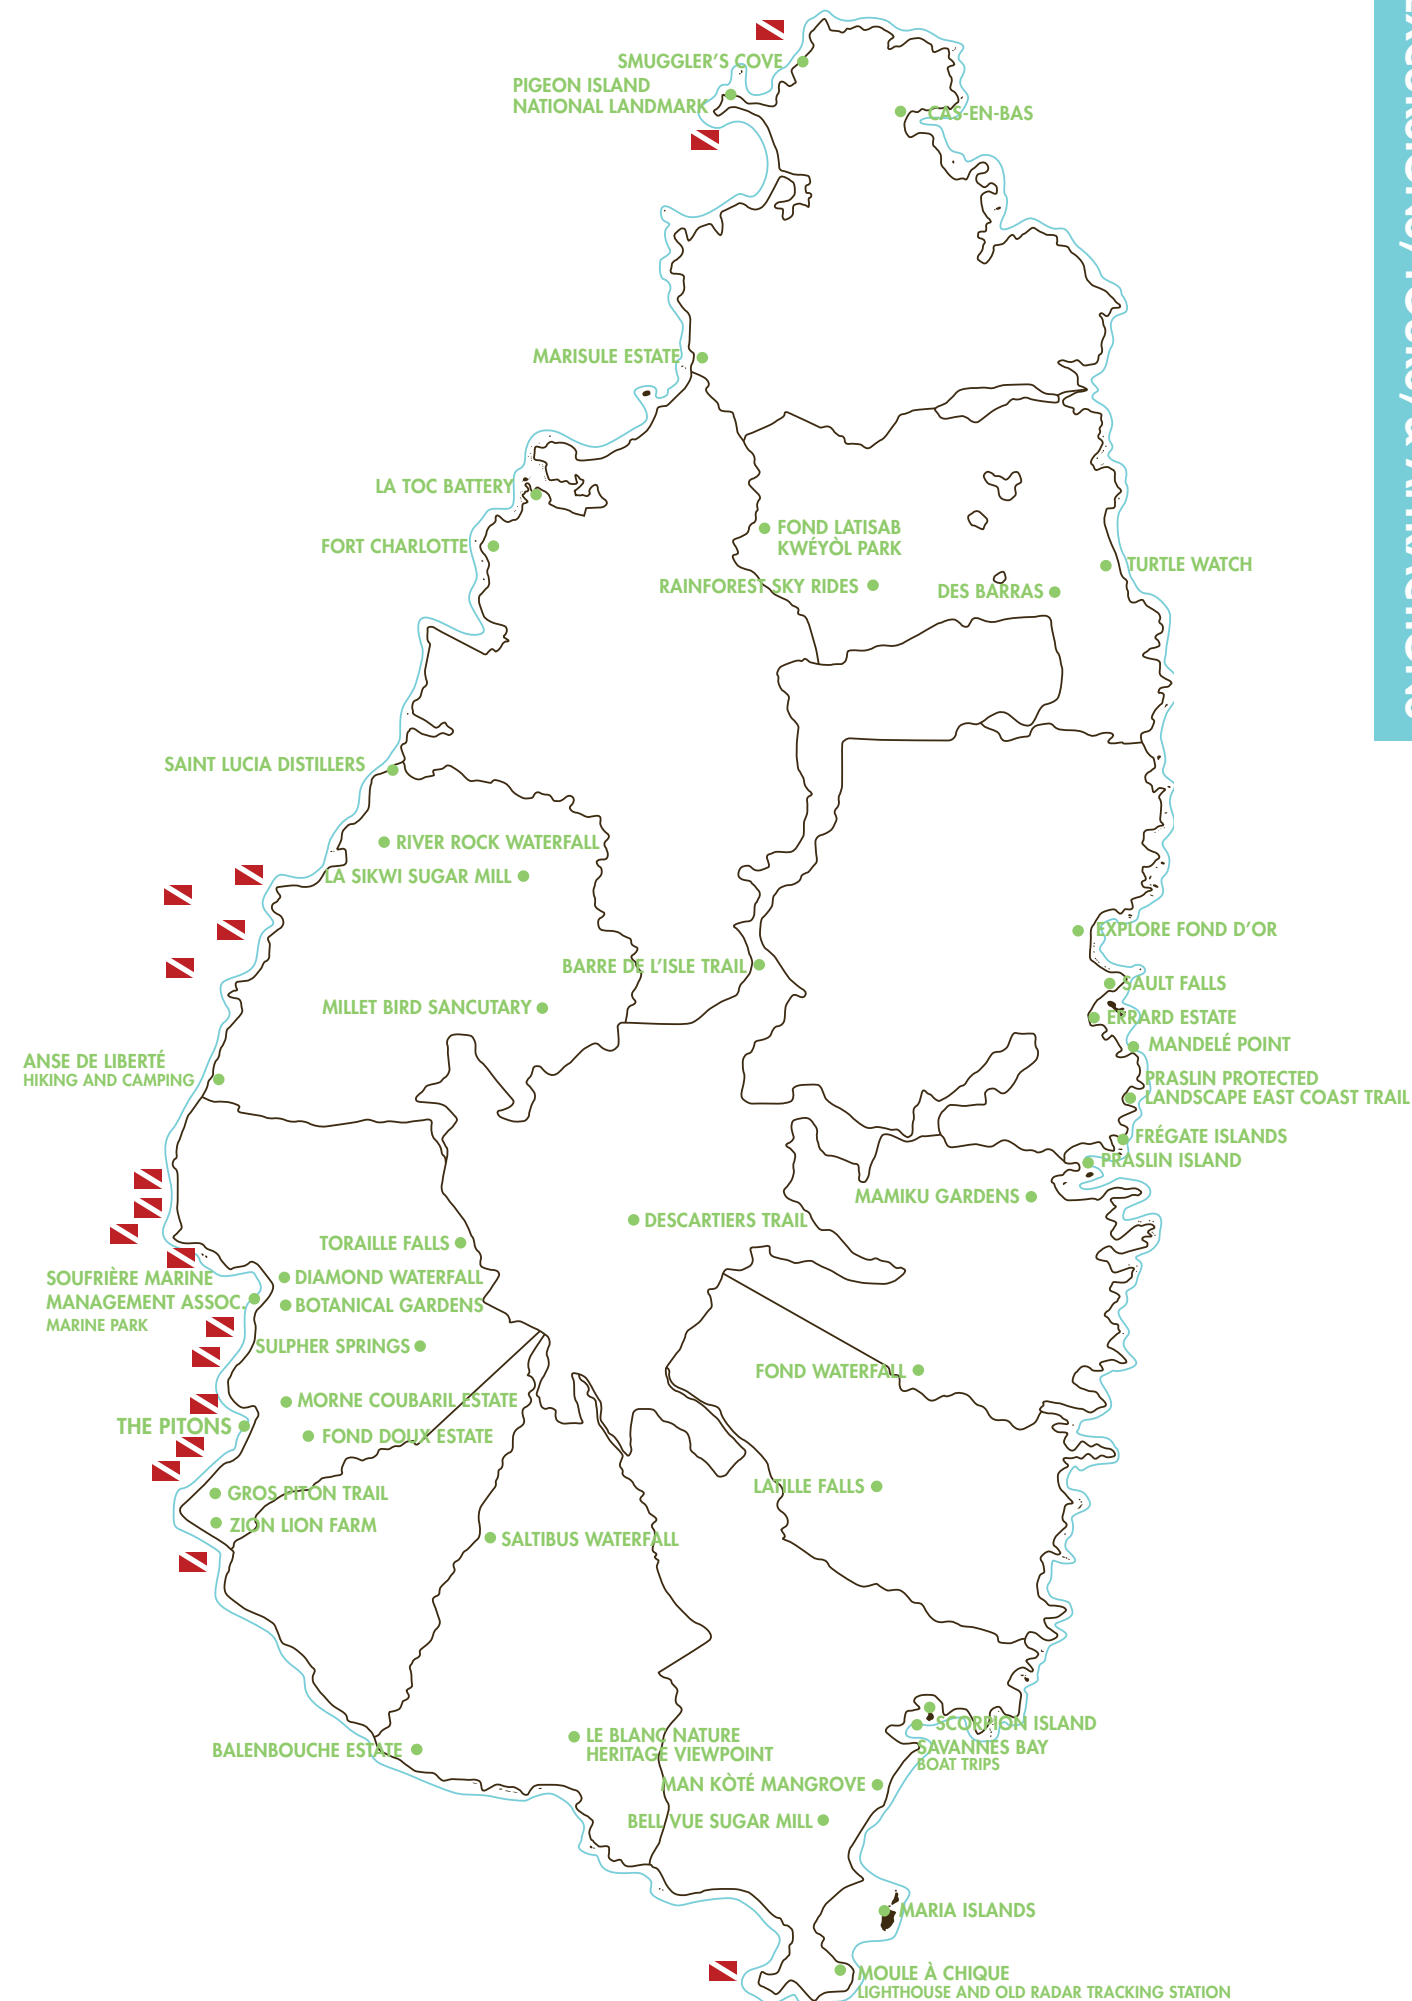 SMUGGLER'S COVE
PIGEON ISLAND
NATIONAL LANDMARK
CAS-EN-BAS
MARISULE ESTATE
LA TOC BATTERY
FORT CHARLOTTE
FOND LATISAB
KWÉYÒL PARK
RAINFOREST SKY RIDES
DES BARRAS
TURTLE WATCH
SAINT LUCIA DISTILLERS
RIVER ROCK WATERFALL
LA SIKWI SUGAR MILL
EXPLORE FOND D'OR
BARRE DE L'ISLE TRAIL
SAULT FALLS
MILLET BIRD SANCUTARY
ERRARD ESTATE
MANDELÉ POINT
ANSE DE LIBERTÉ
HIKING AND CAMPING
PRASLIN PROTECTED
LANDSCAPE EAST COAST TRAIL
FRÉGATE ISLANDS
PRASLIN ISLAND
MAMIKU GARDENS
DESCARTIERS TRAIL
TORAILLE FALLS
DIAMOND WATERFALL
SOUFRIÈRE MARINE
MANAGEMENT ASSOC.
MARINE PARK
BOTANICAL GARDENS
SULPHER SPRINGS
FOND WATERFALL
MORNE COUBARIL ESTATE
THE PITONS
FOND DOUX ESTATE
LATILLE FALLS
GROS PITON TRAIL
ZION LION FARM
SALTIBUS WATERFALL
SCORPION ISLAND
SAVANNES BAY
BOAT TRIPS
LE BLANC NATURE
HERITAGE VIEWPOINT
BALENBOUCHE ESTATE
MAN KÒTÉ MANGROVE
BELL VUE SUGAR MILL
MARIA ISLANDS
MOULE À CHIQUE
LIGHTHOUSE AND OLD RADAR TRACKING STATION